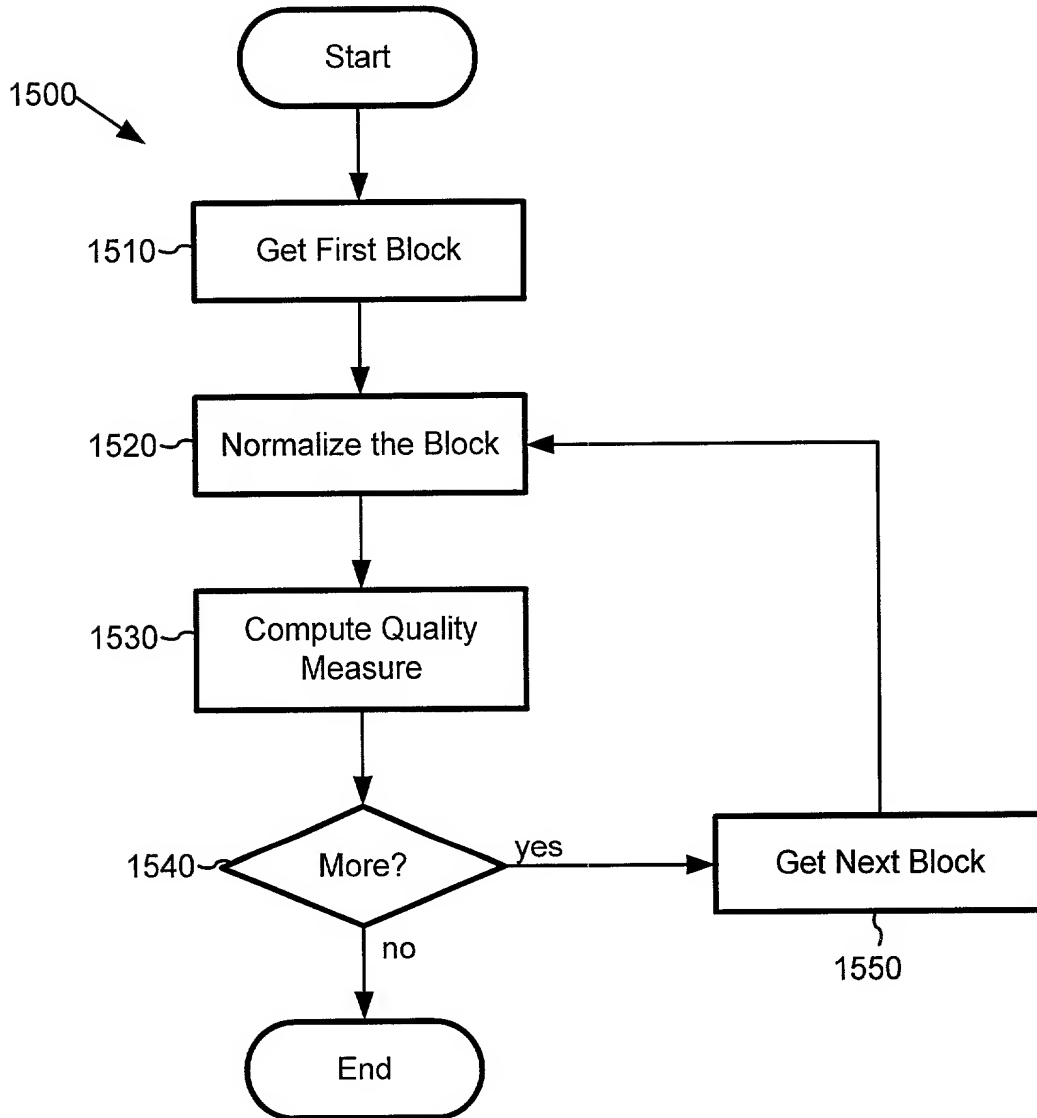 Start
1500
1510
Get First Block
1520
Normalize the Block
1530
Compute Quality
Measure
1540
More?
yes
Get Next Block
1550
no
End